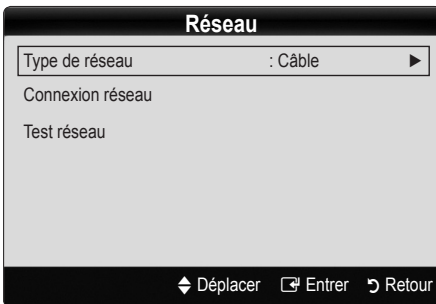 Réseau
Type de réseau : Câble ►
Connexion réseau
Test réseau
Déplacer Entrer Retour